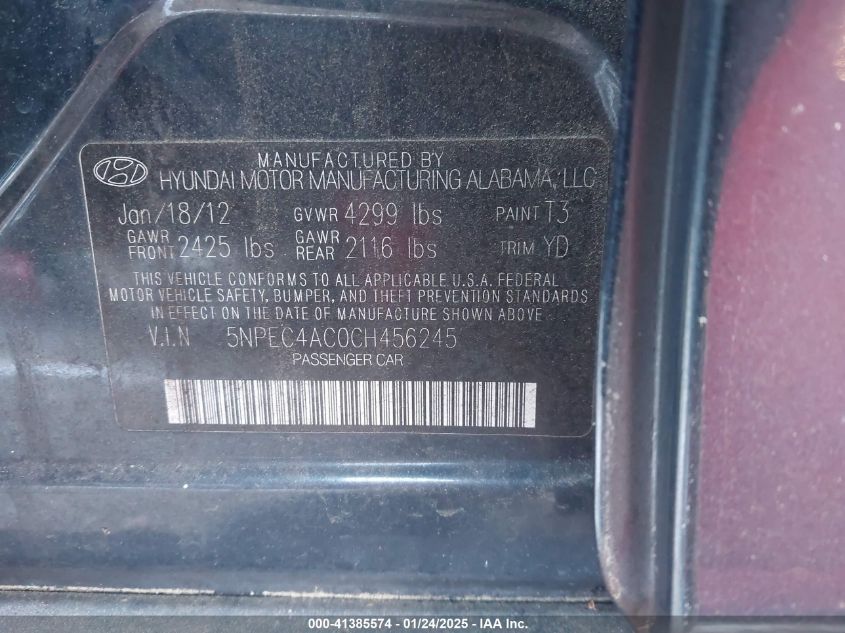 MANUFACTURED BY
HYUNDAI MOTOR MANUFACTURING ALABAMA, LLC
Jan/18/12 GVWR 4299 lbs PAINT T3
GAWR FRONT 2425 lbs GAWR REAR 2116 lbs TRIM YD
THIS VEHICLE CONFORMS TO ALL APPLICABLE U.S.A. FEDERAL
MOTOR VEHICLE SAFETY, BUMPER, AND THEFT PREVENTION STANDARDS
IN EFFECT ON THE DATE OF MANUFACTURE SHOWN ABOVE
V.I.N 5NPEC4AC0CH456245
PASSENGER CAR
000-41385574 - 01/24/2025 - IAA Inc.